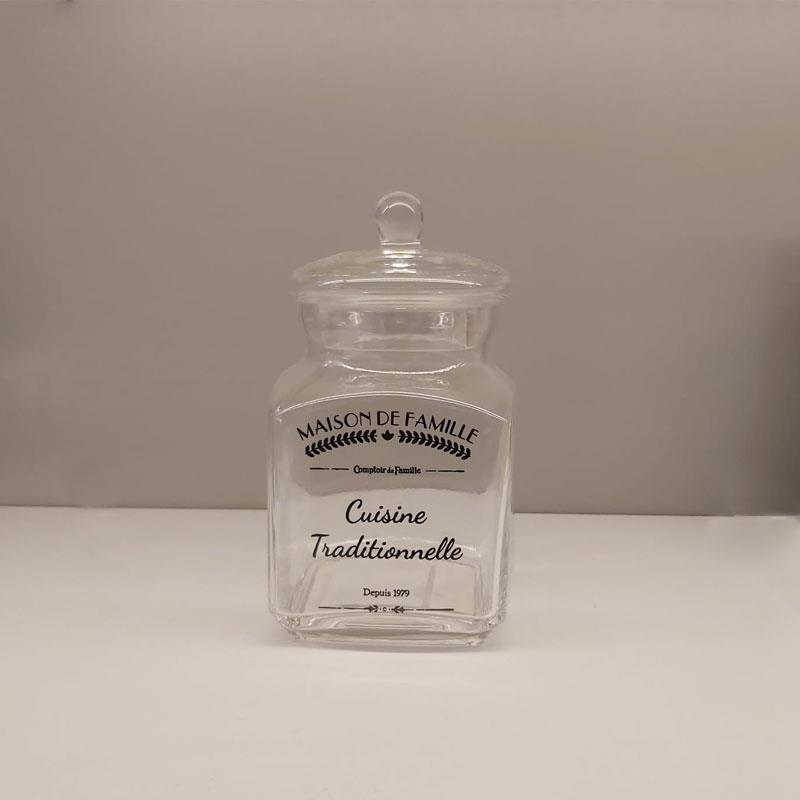 MAISON DE FAMILLE
Comptoir de Famille
Cuisine
Traditionnelle
Depuis 1979